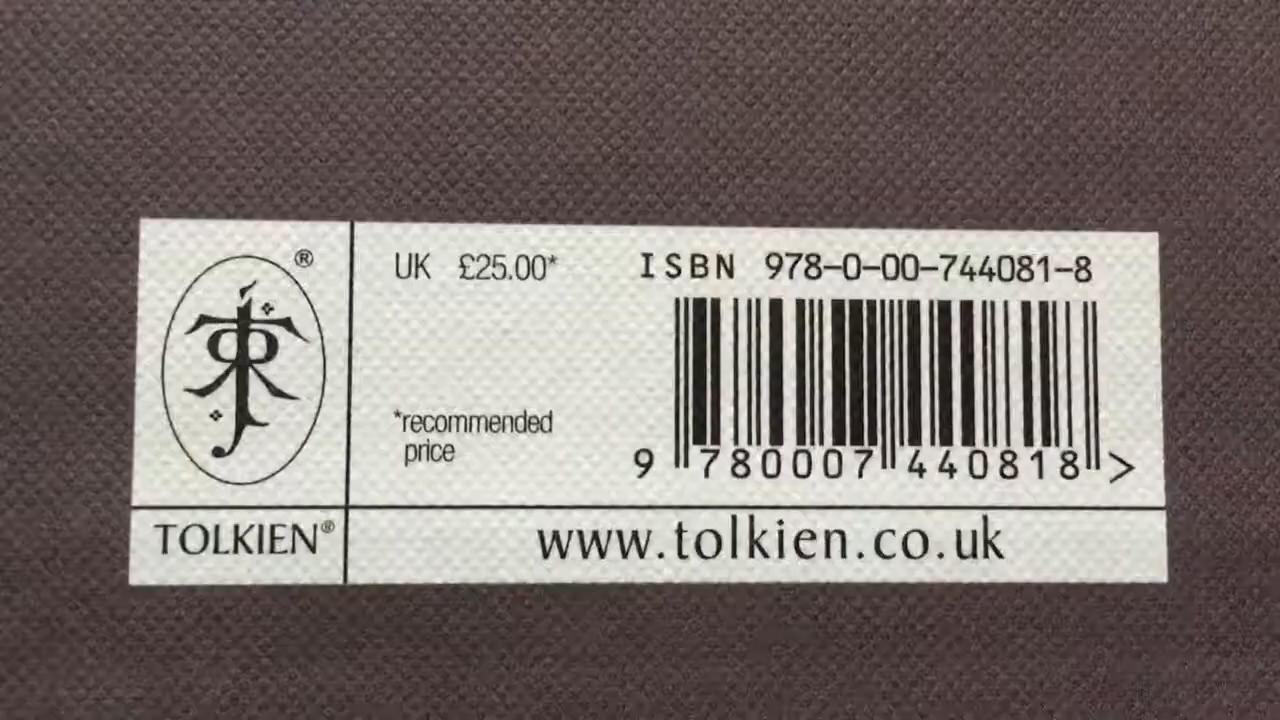 ®
UK £25.00*
ISBN 978-0-00-744081-8
*recommended
price
9 780007 440818 >
TOLKIEN®
www.tolkien.co.uk